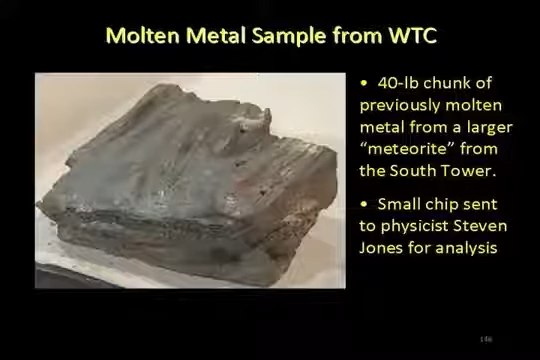 Molten Metal Sample from WTC
• 40-lb chunk of
previously molten
metal from a larger
“meteorite” from
the South Tower.
• Small chip sent
to physicist Steven
Jones for analysis
146